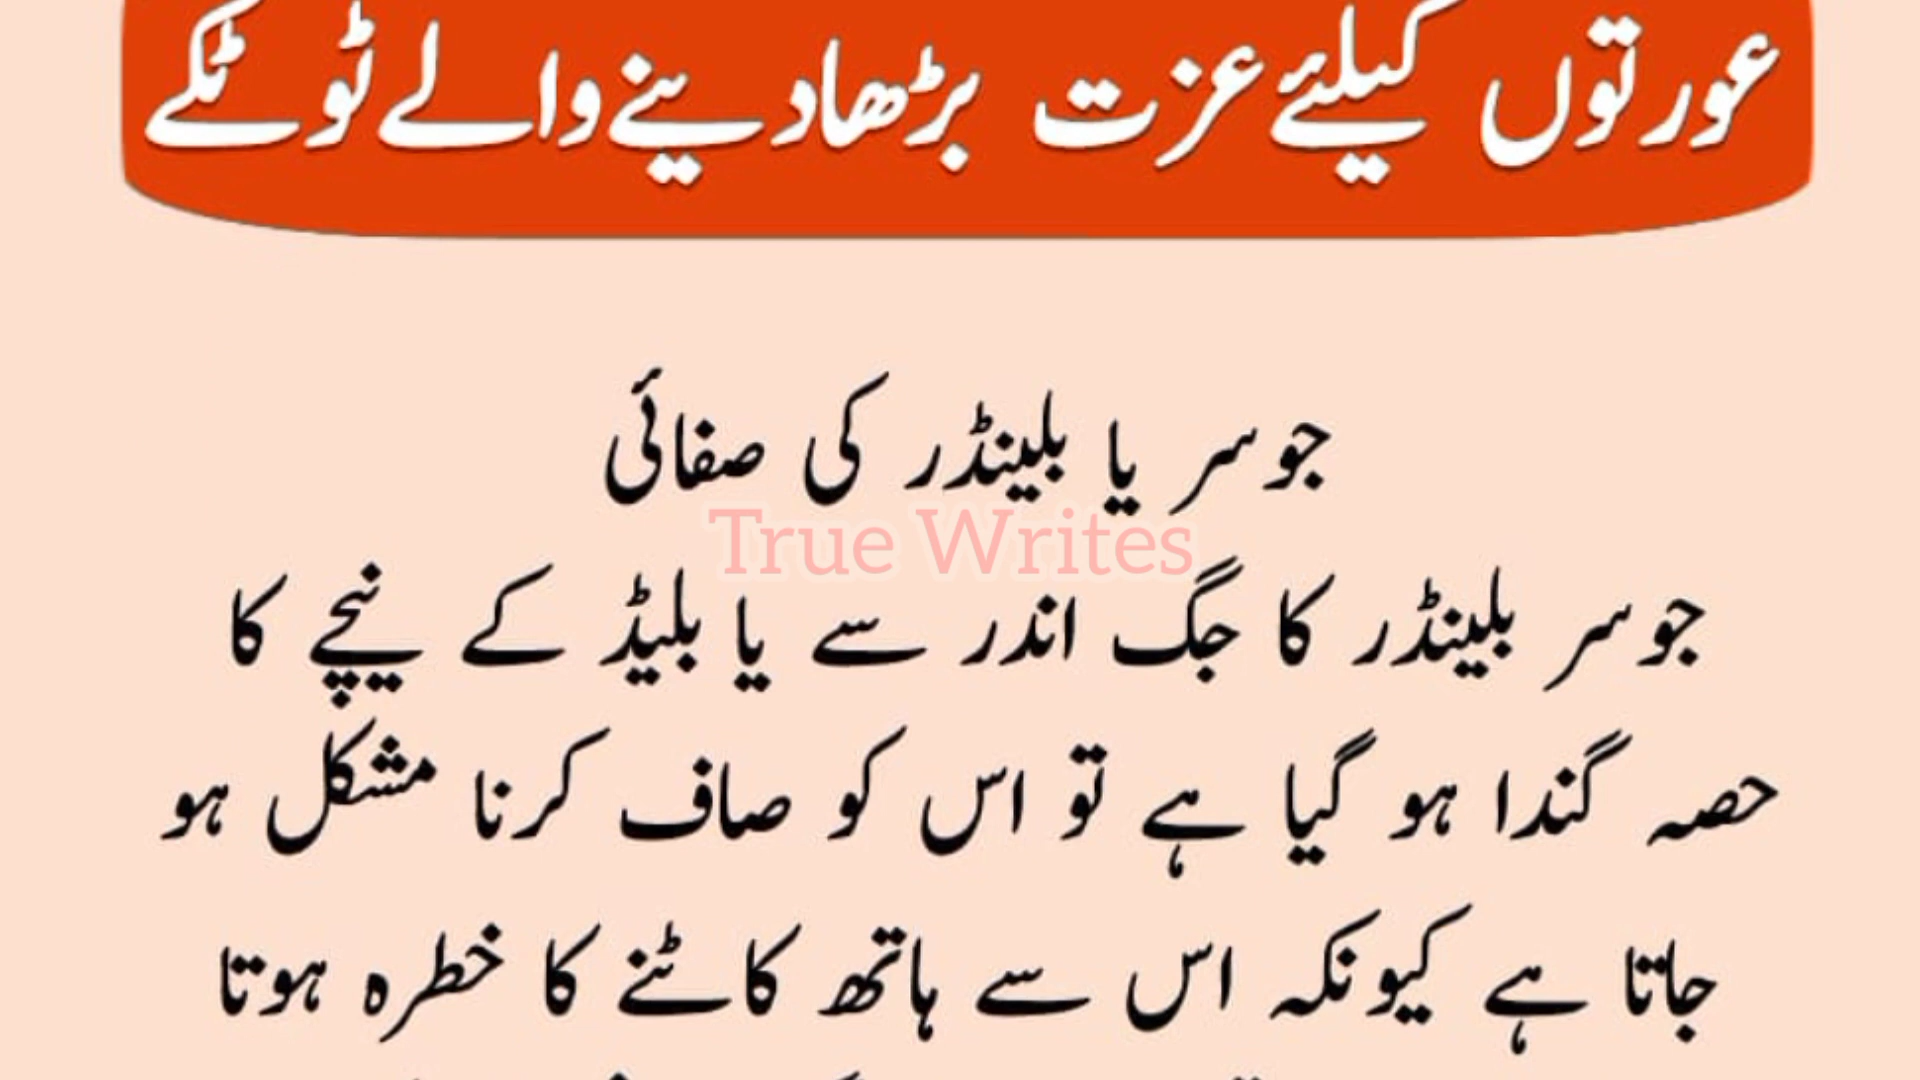 عورتوں کیلئے عزت بڑھا دینے والے ٹوٹکے
جوسر یا بلینڈر کی صفائی
True Writes
جوسر بلینڈر کا جگ اندر سے یا بلیڈ کے نیچے کا
حصہ گندا ہو گیا ہے تو اس کو صاف کرنا مشکل ہو
جاتا ہے کیونکہ اس سے ہاتھ کاٹنے کا خطرہ ہوتا